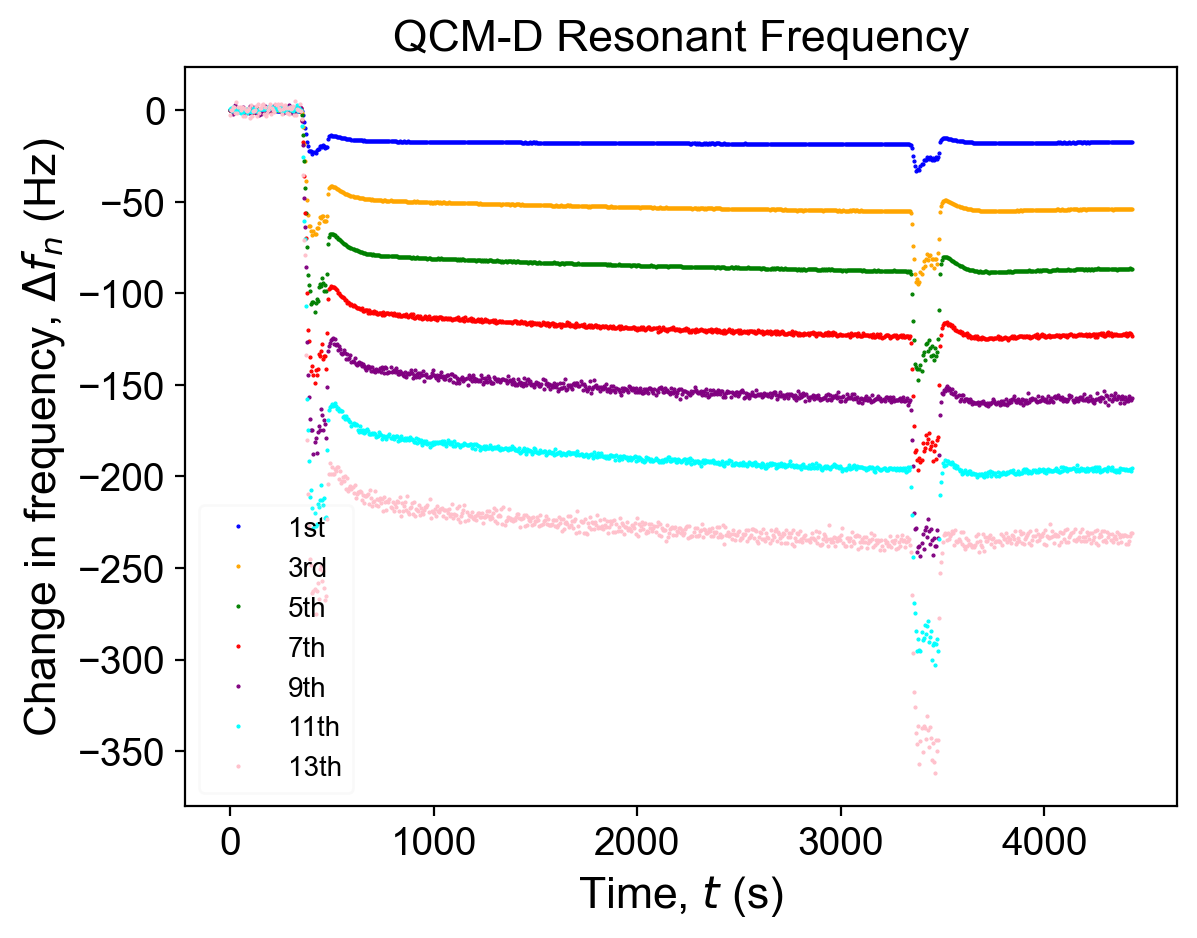 QCM-D Resonant Frequency
Change in frequency, Δfₙ (Hz)
0
−50
−100
−150
−200
−250
−300
−350
1st
3rd
5th
7th
9th
11th
13th
0 1000 2000 3000 4000
Time, t (s)